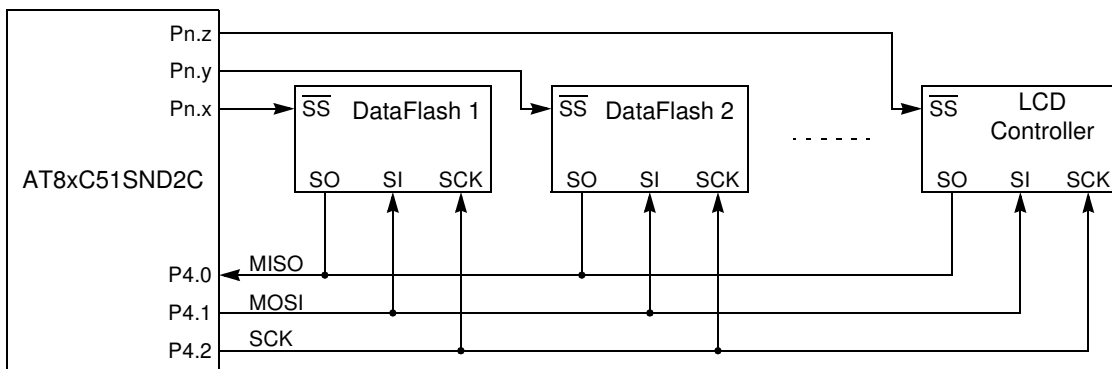 Pn.z
Pn.y
Pn.x
AT8xC51SND2C
P4.0
P4.1
P4.2
MISO
MOSI
SCK
SS DataFlash 1
SO SI SCK
SS DataFlash 2
SO SI SCK
SS LCD
Controller
SO SI SCK